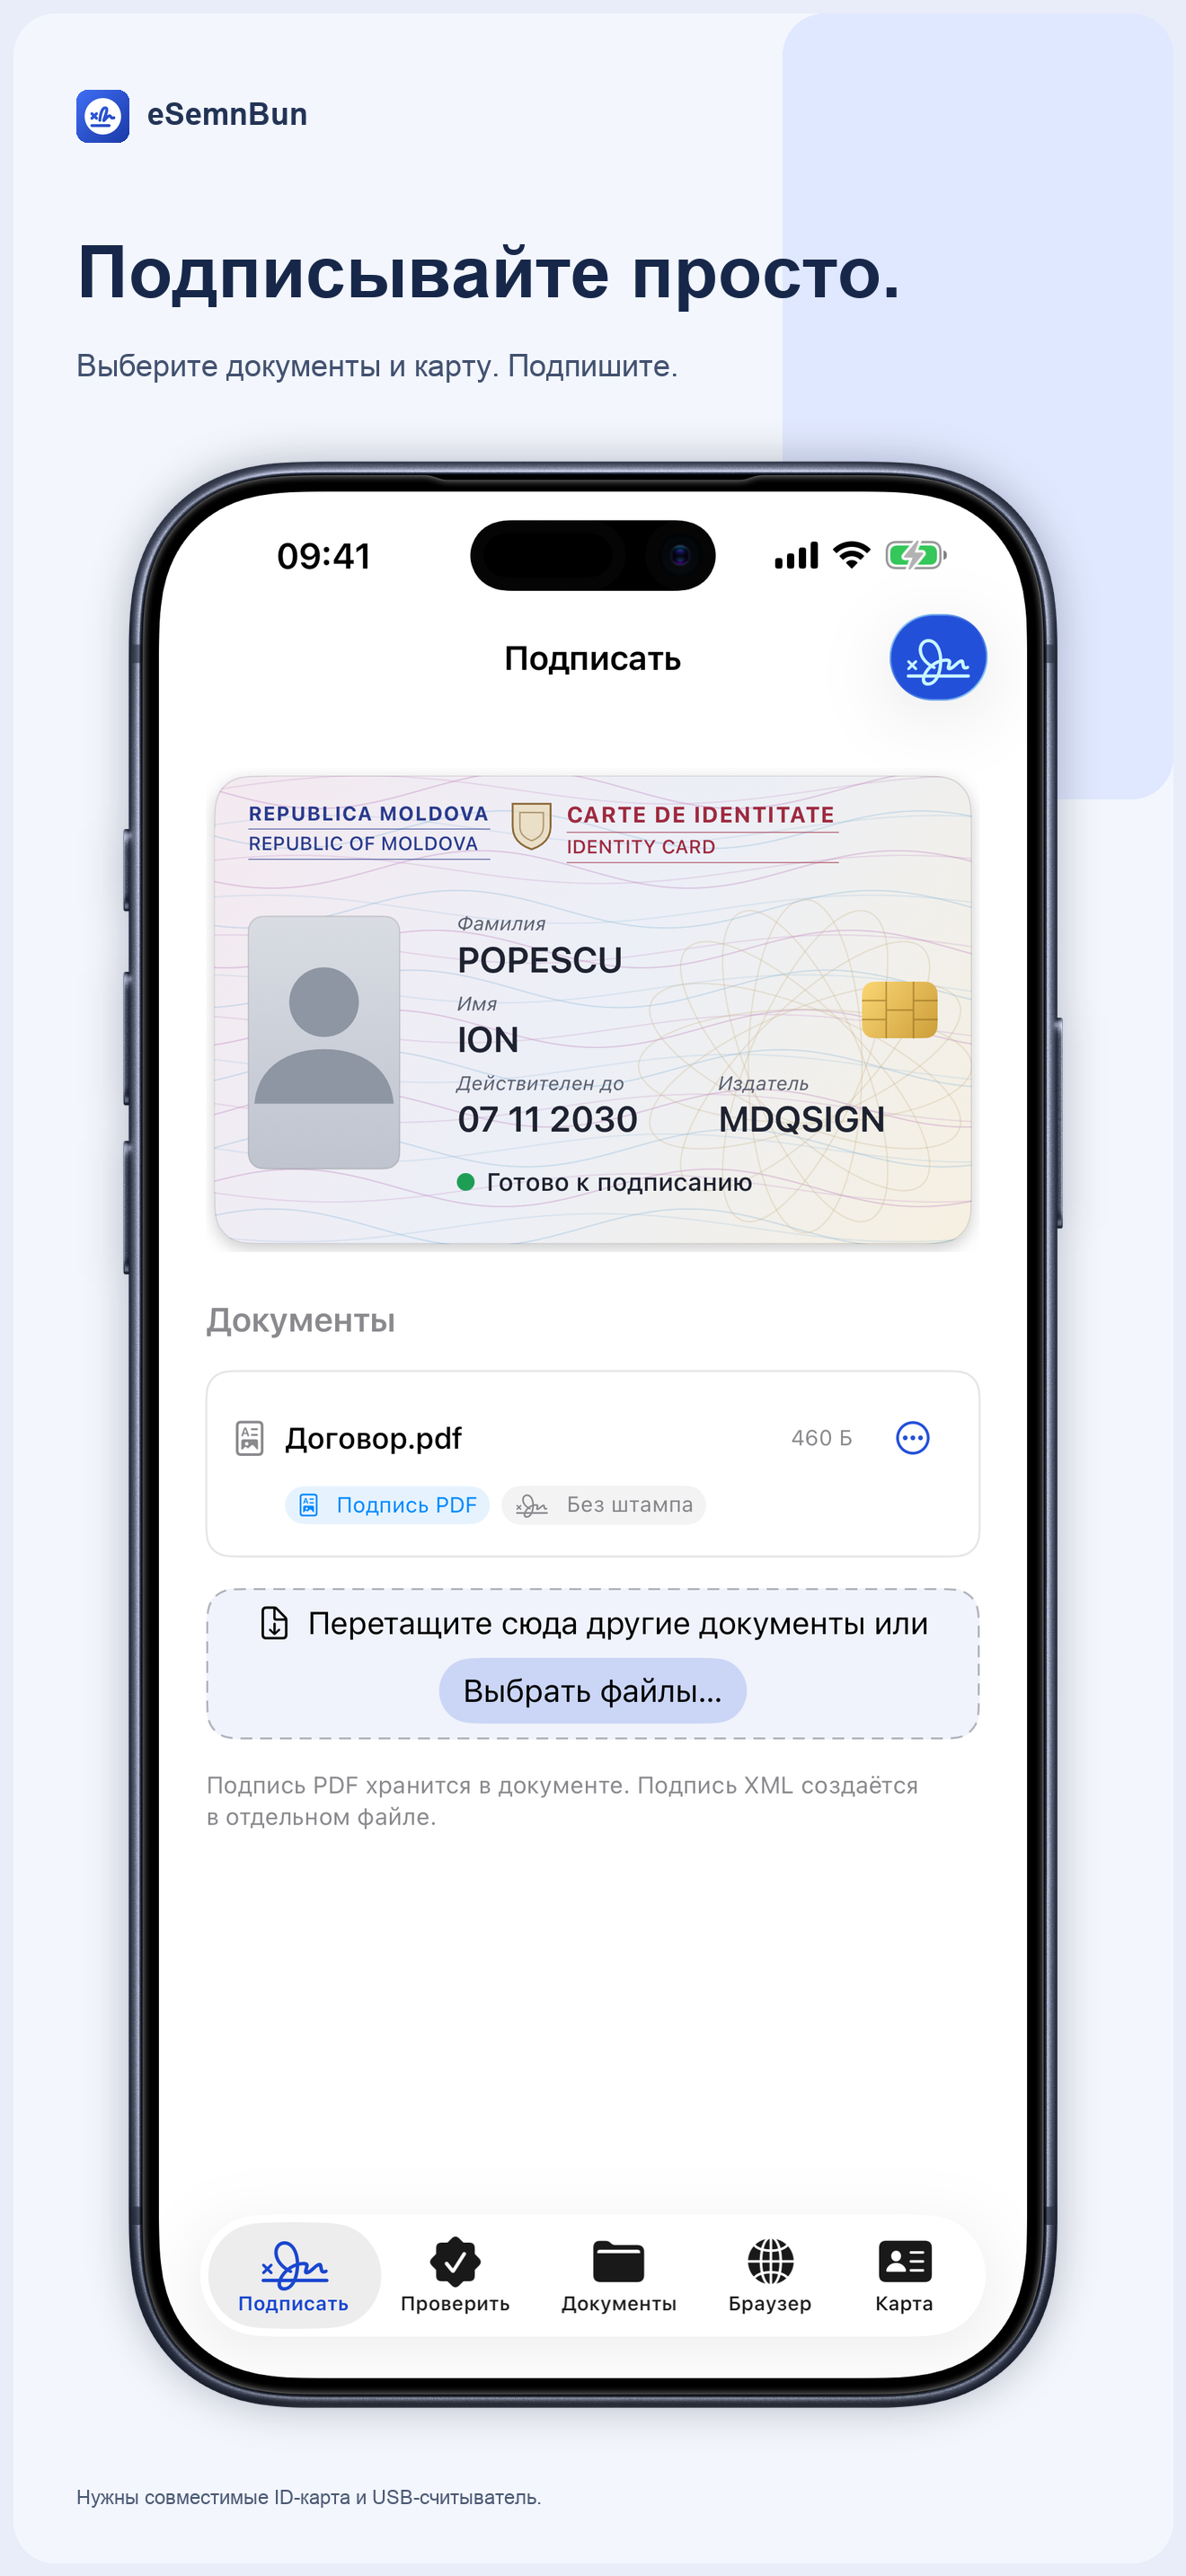 eSemnBun
Подписывайте просто.
Выберите документы и карту. Подпишите.
09:41
Подписать
REPUBLICA MOLDOVA
REPUBLIC OF MOLDOVA
CARTE DE IDENTITATE
IDENTITY CARD
Фамилия
POPESCU
Имя
ION
Действителен до
07 11 2030
Издатель
MDQSIGN
Готово к подписанию
Документы
Договор.pdf
460 Б
Подпись PDF
Без штампа
Перетащите сюда другие документы или
Выбрать файлы...
Подпись PDF хранится в документе. Подпись XML создаётся
в отдельном файле.
Подписать
Проверить
Документы
Браузер
Карта
Нужны совместимые ID-карта и USB-считыватель.